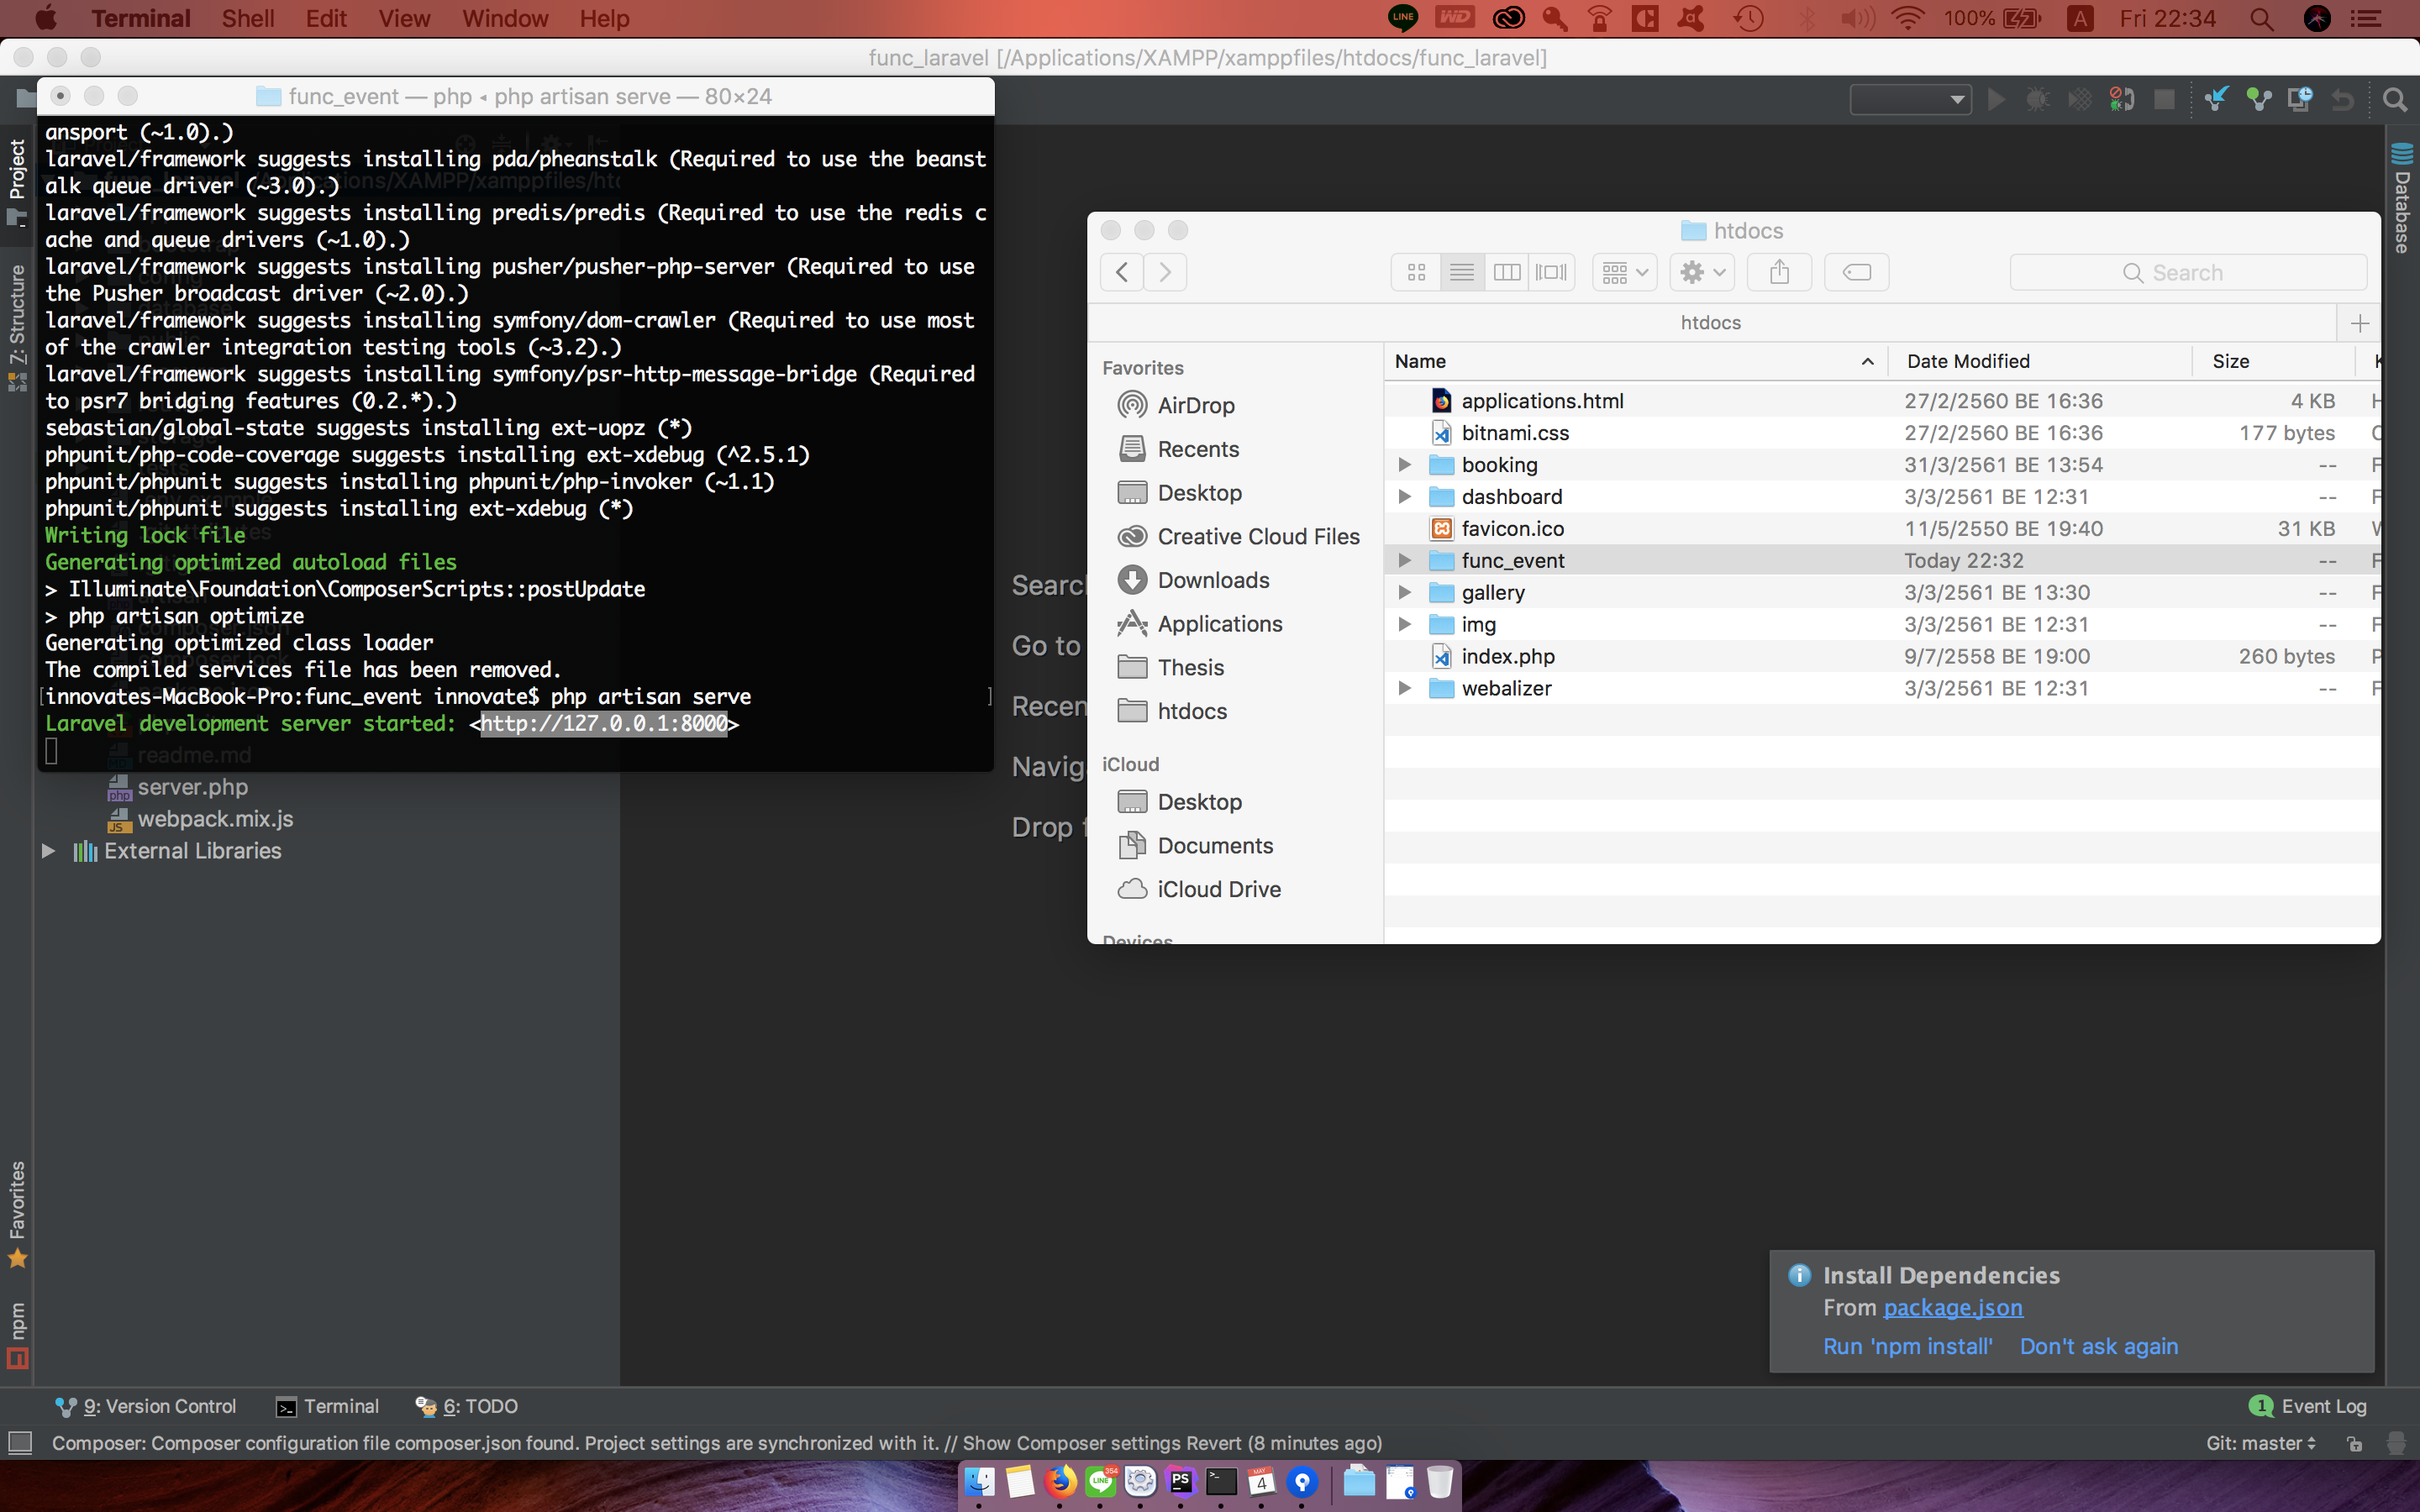 Terminal Shell Edit View Window Help
LINE WD 100% A Fri 22:34
func_laravel [/Applications/XAMPP/xamppfiles/htdocs/func_laravel]
func_event — php ◂ php artisan serve — 80×24
ansport (~1.0).)
laravel/framework suggests installing pda/pheanstalk (Required to use the beanst
alk queue driver (~3.0).)
laravel/framework suggests installing predis/predis (Required to use the redis c
ache and queue drivers (~1.0).)
laravel/framework suggests installing pusher/pusher-php-server (Required to use
the Pusher broadcast driver (~2.0).)
laravel/framework suggests installing symfony/dom-crawler (Required to use most
of the crawler integration testing tools (~3.2).)
laravel/framework suggests installing symfony/psr-http-message-bridge (Required
to psr7 bridging features (0.2.*).)
sebastian/global-state suggests installing ext-uopz (*)
phpunit/php-code-coverage suggests installing ext-xdebug (^2.5.1)
phpunit/phpunit suggests installing phpunit/php-invoker (~1.1)
phpunit/phpunit suggests installing ext-xdebug (*)
Writing lock file
Generating optimized autoload files
> Illuminate\Foundation\ComposerScripts::postUpdate
> php artisan optimize
Generating optimized class loader
The compiled services file has been removed.
[innovates-MacBook-Pro:func_event innovate$ php artisan serve ]
Laravel development server started: <http://127.0.0.1:8000>
readme.md
server.php
webpack.mix.js
External Libraries
Project
7: Structure
Favorites
npm
Database
Search
Go to
Recen
Naviga
Drop f
htdocs
Search
htdocs
Favorites
AirDrop
Recents
Desktop
Creative Cloud Files
Downloads
Applications
Thesis
htdocs
iCloud
Desktop
Documents
iCloud Drive
Devices
Name Date Modified Size
applications.html 27/2/2560 BE 16:36 4 KB
bitnami.css 27/2/2560 BE 16:36 177 bytes
booking 31/3/2561 BE 13:54 --
dashboard 3/3/2561 BE 12:31 --
favicon.ico 11/5/2550 BE 19:40 31 KB
func_event Today 22:32 --
gallery 3/3/2561 BE 13:30 --
img 3/3/2561 BE 12:31 --
index.php 9/7/2558 BE 19:00 260 bytes
webalizer 3/3/2561 BE 12:31 --
Install Dependencies
From package.json
Run 'npm install' Don't ask again
9: Version Control Terminal 6: TODO
1 Event Log
Composer: Composer configuration file composer.json found. Project settings are synchronized with it. // Show Composer settings Revert (8 minutes ago)
Git: master
354 LINE PS MAY 4